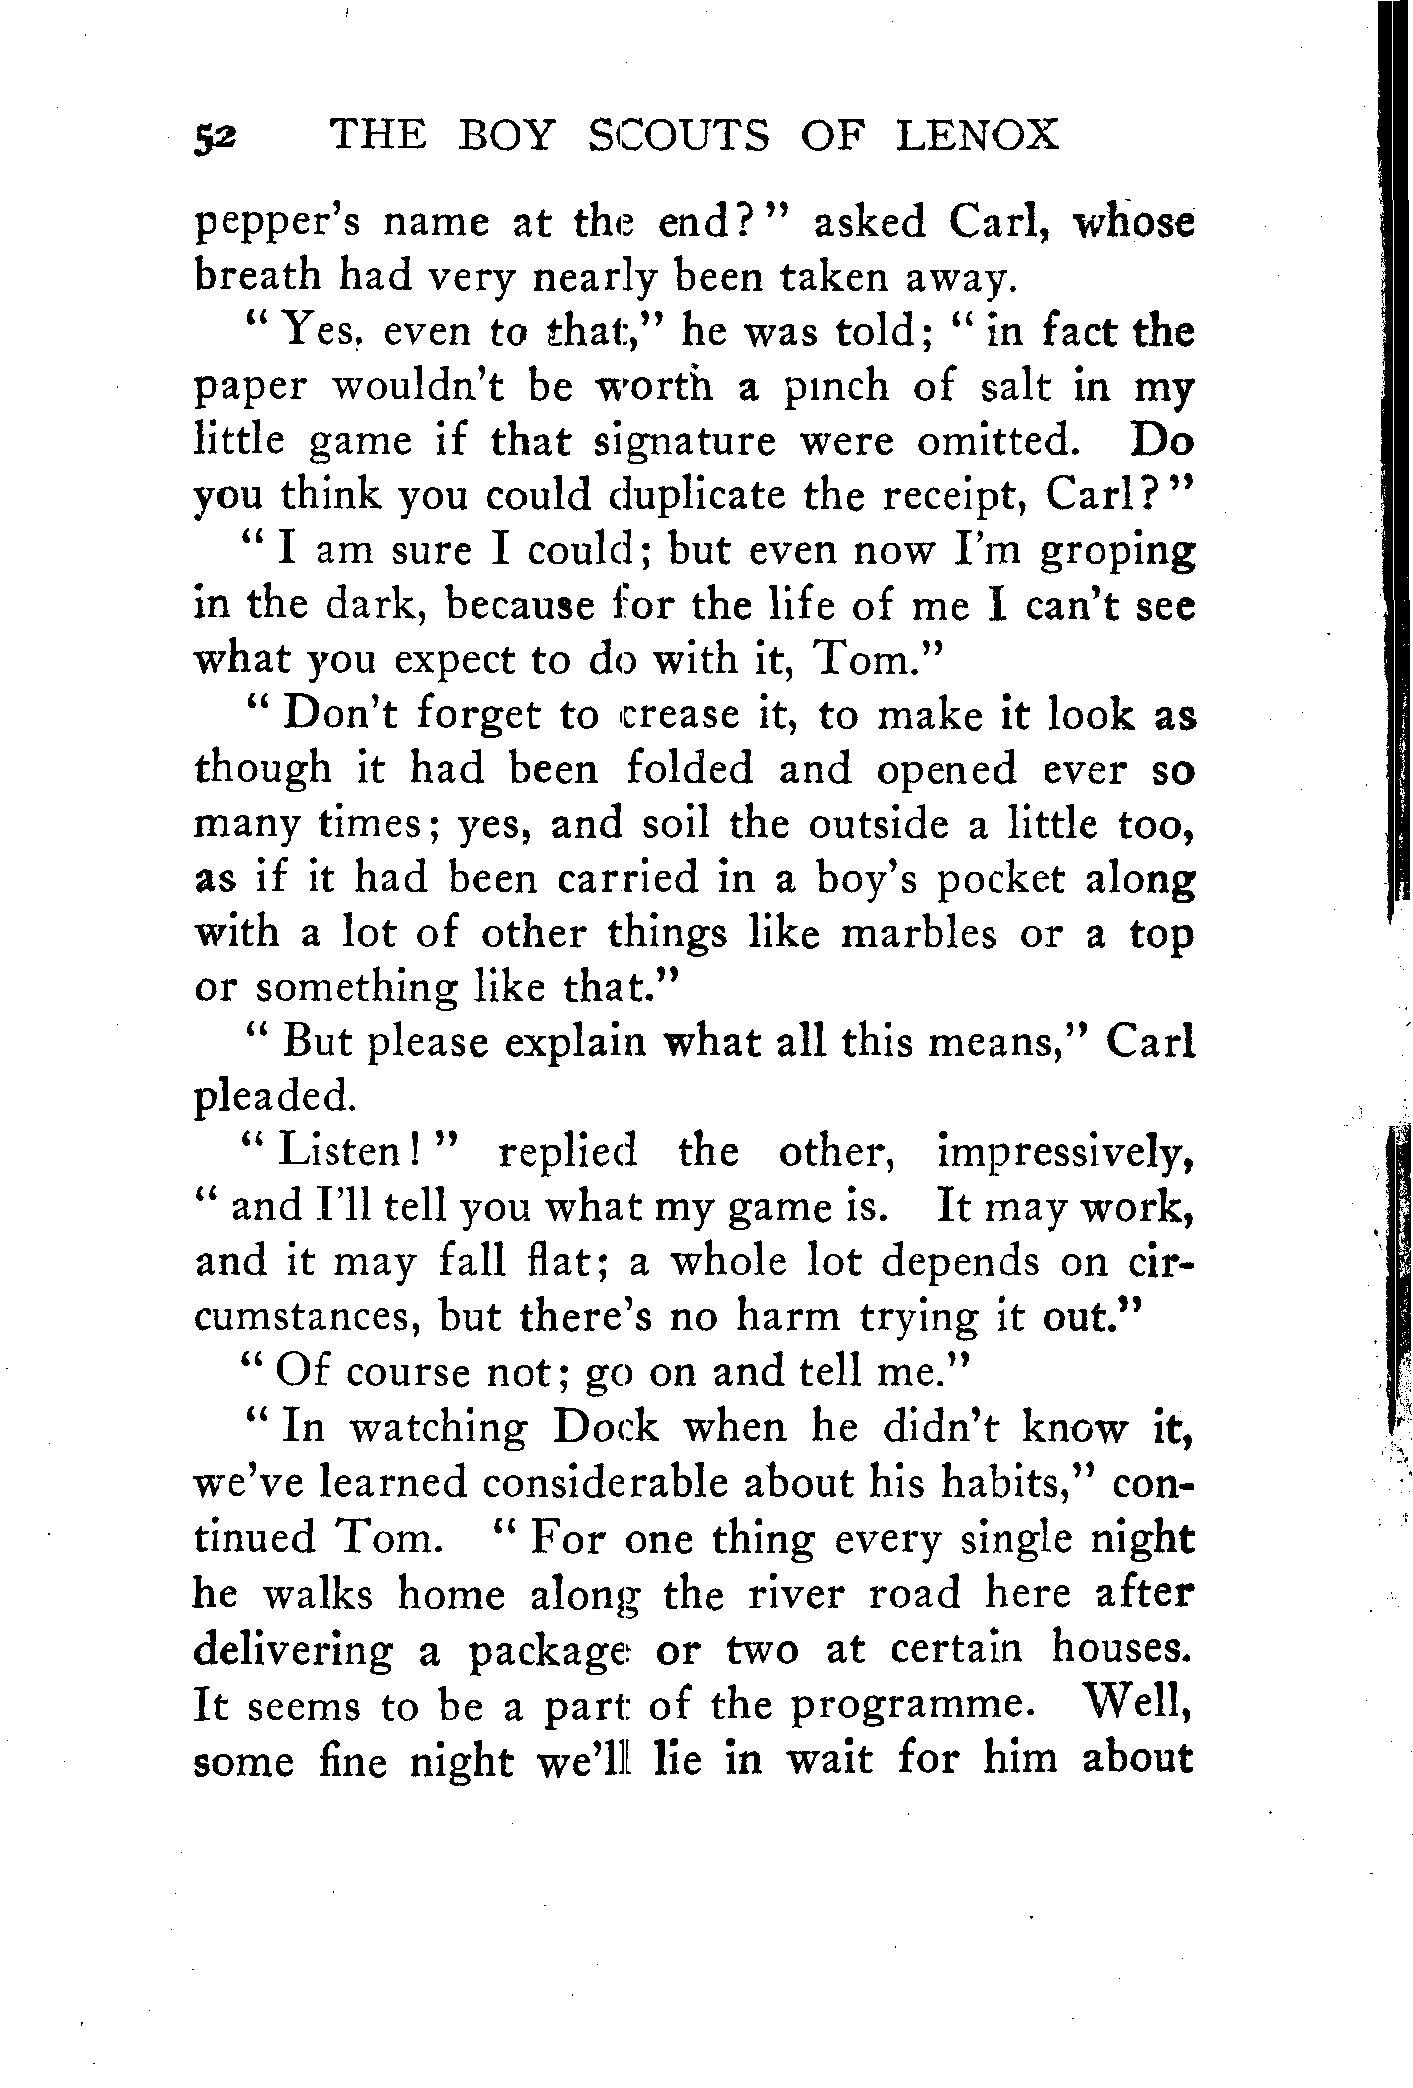 52 THE BOY SCOUTS OF LENOX
pepper's name at the end?" asked Carl, whose
breath had very nearly been taken away.
"Yes, even to that," he was told; "in fact the
paper wouldn't be worth a pinch of salt in my
little game if that signature were omitted. Do
you think you could duplicate the receipt, Carl?"
"I am sure I could; but even now I'm groping
in the dark, because for the life of me I can't see
what you expect to do with it, Tom."
"Don't forget to crease it, to make it look as
though it had been folded and opened ever so
many times; yes, and soil the outside a little too,
as if it had been carried in a boy's pocket along
with a lot of other things like marbles or a top
or something like that."
"But please explain what all this means," Carl
pleaded.
"Listen!" replied the other, impressively,
"and I'll tell you what my game is. It may work,
and it may fall flat; a whole lot depends on cir-
cumstances, but there's no harm trying it out."
"Of course not; go on and tell me."
"In watching Dock when he didn't know it,
we've learned considerable about his habits," con-
tinued Tom. "For one thing every single night
he walks home along the river road here after
delivering a package or two at certain houses.
It seems to be a part of the programme. Well,
some fine night we'll lie in wait for him about